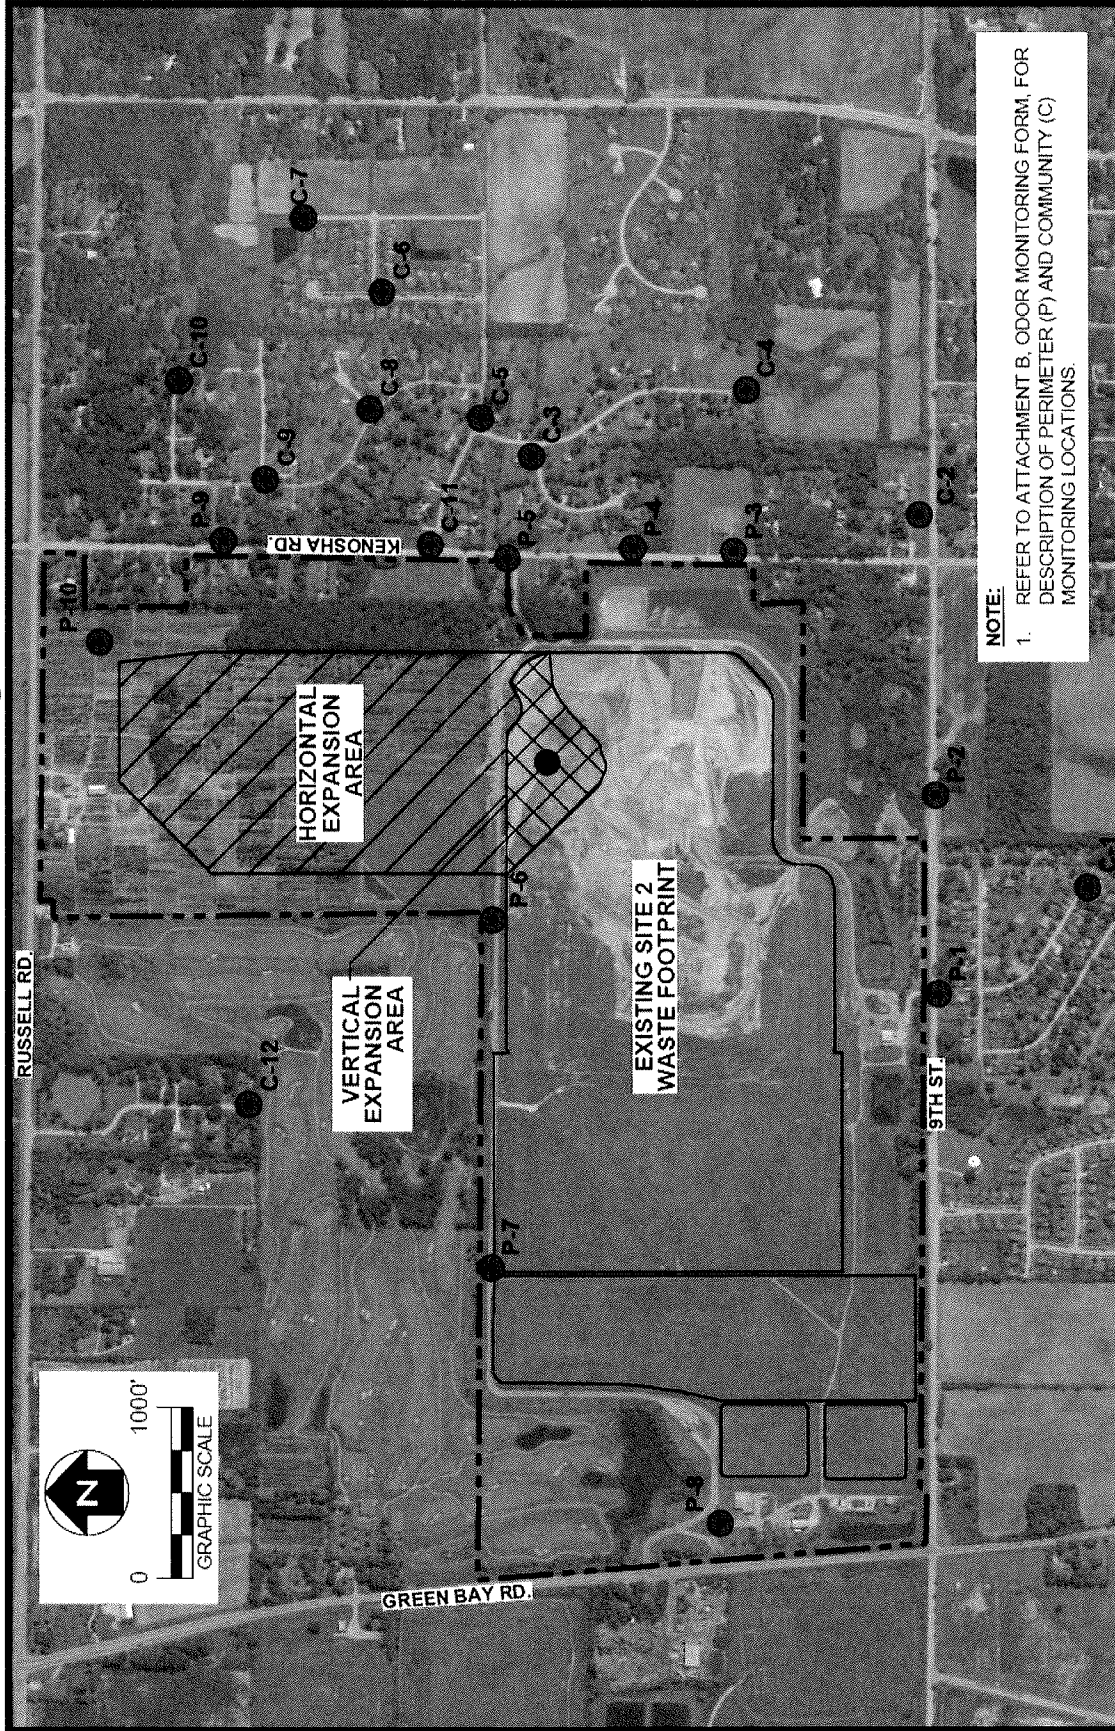 RUSSELL RD.
N
0
1000'
GRAPHIC SCALE
C-12
P-10
P-9
C-10
C-9
C-7
C-6
C-8
HORIZONTAL
EXPANSION
AREA
VERTICAL
EXPANSION
AREA
KENOSHA RD.
C-11
C-5
C-3
P-5
P-6
P-7
P-4
P-3
C-4
GREEN BAY RD.
EXISTING SITE 2
WASTE FOOTPRINT
P-8
9TH ST.
P-1
P-2
C-2
C-1
NOTE:
1. REFER TO ATTACHMENT B, ODOR MONITORING FORM, FOR
DESCRIPTION OF PERIMETER (P) AND COMMUNITY (C)
MONITORING LOCATIONS.